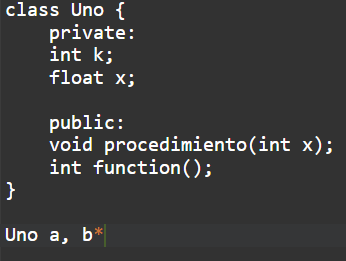 class Uno {
    private:
    int k;
    float x;

    public:
    void procedimiento(int x);
    int function();
}

Uno a, b*